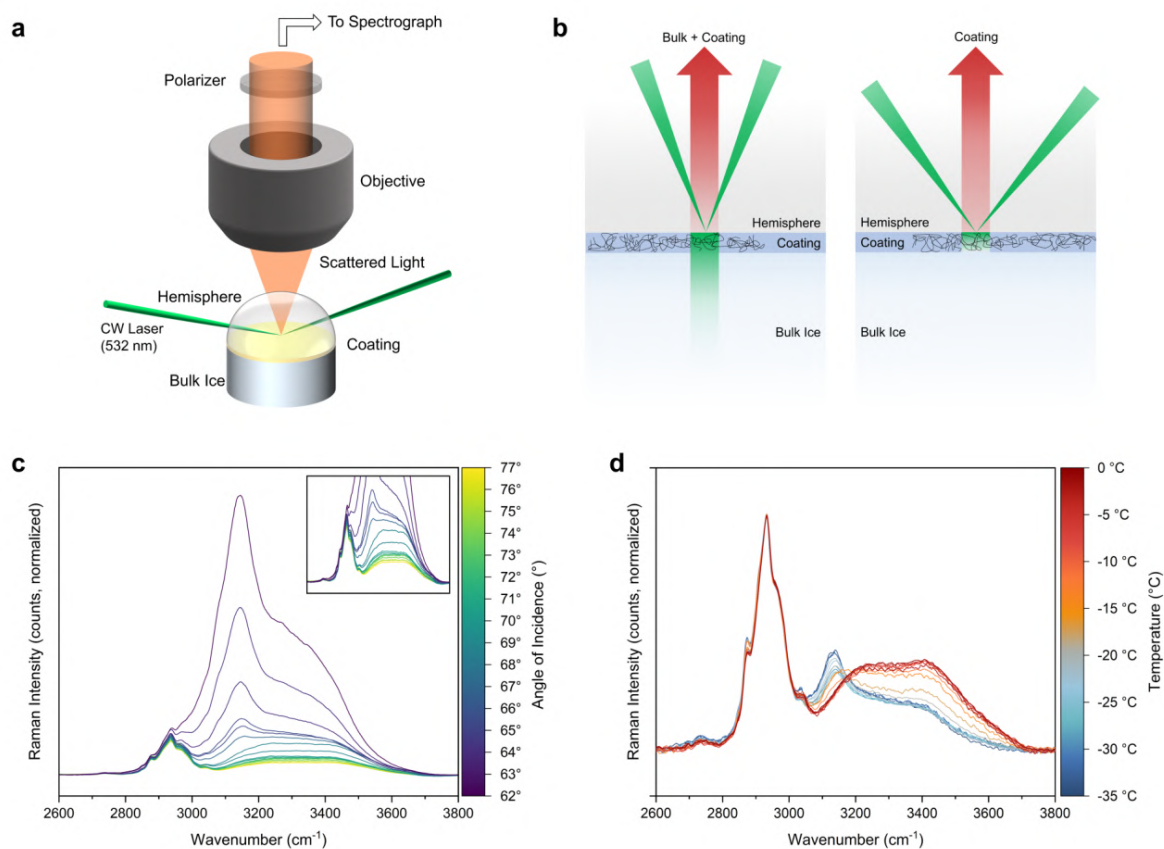 a
To Spectrograph
Polarizer
Objective
Scattered Light
Hemisphere
CW Laser
(532 nm)
Coating
Bulk Ice
b
Bulk + Coating
Coating
Hemisphere
Coating
Bulk Ice
Hemisphere
Coating
Bulk Ice
c
Raman Intensity (counts, normalized)
2600
2800
3000
3200
3400
3600
3800
Wavenumber (cm⁻¹)
77°
76°
75°
74°
73°
72°
71°
70°
69°
68°
67°
66°
65°
64°
63°
62°
Angle of Incidence (°)
d
Raman Intensity (counts, normalized)
2600
2800
3000
3200
3400
3600
3800
Wavenumber (cm⁻¹)
0 °C
-5 °C
-10 °C
-15 °C
-20 °C
-25 °C
-30 °C
-35 °C
Temperature (°C)